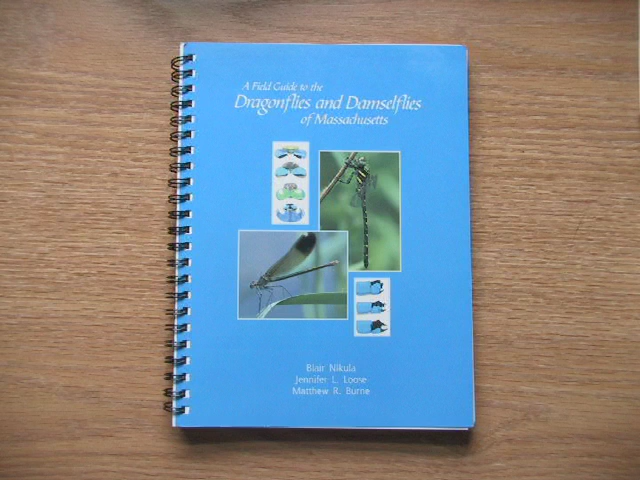 A Field Guide to the
Dragonflies and Damselflies
of Massachusetts
Blair Nikula
Jennifer L. Loose
Matthew R. Burne